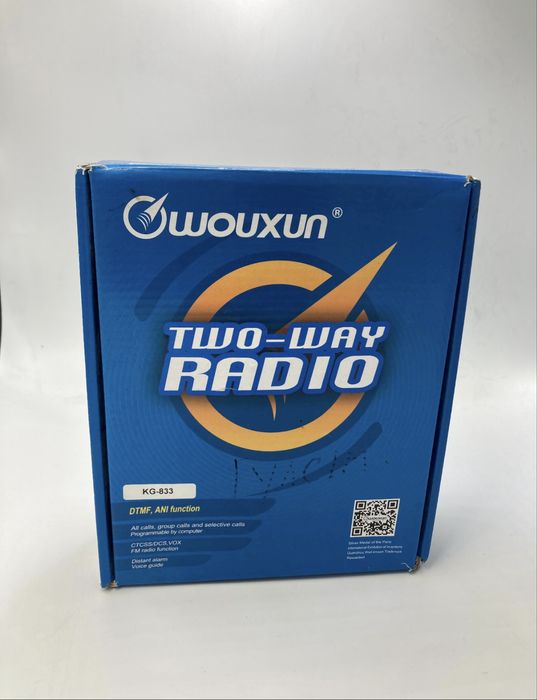 WOUXUN®
TWO-WAY
RADIO
KG-833
DTMF, ANI function
All calls, group calls and selective calls
Programmable by computer
CTCSS/DCS, VOX
FM radio function
Distant alarm
Voice guide